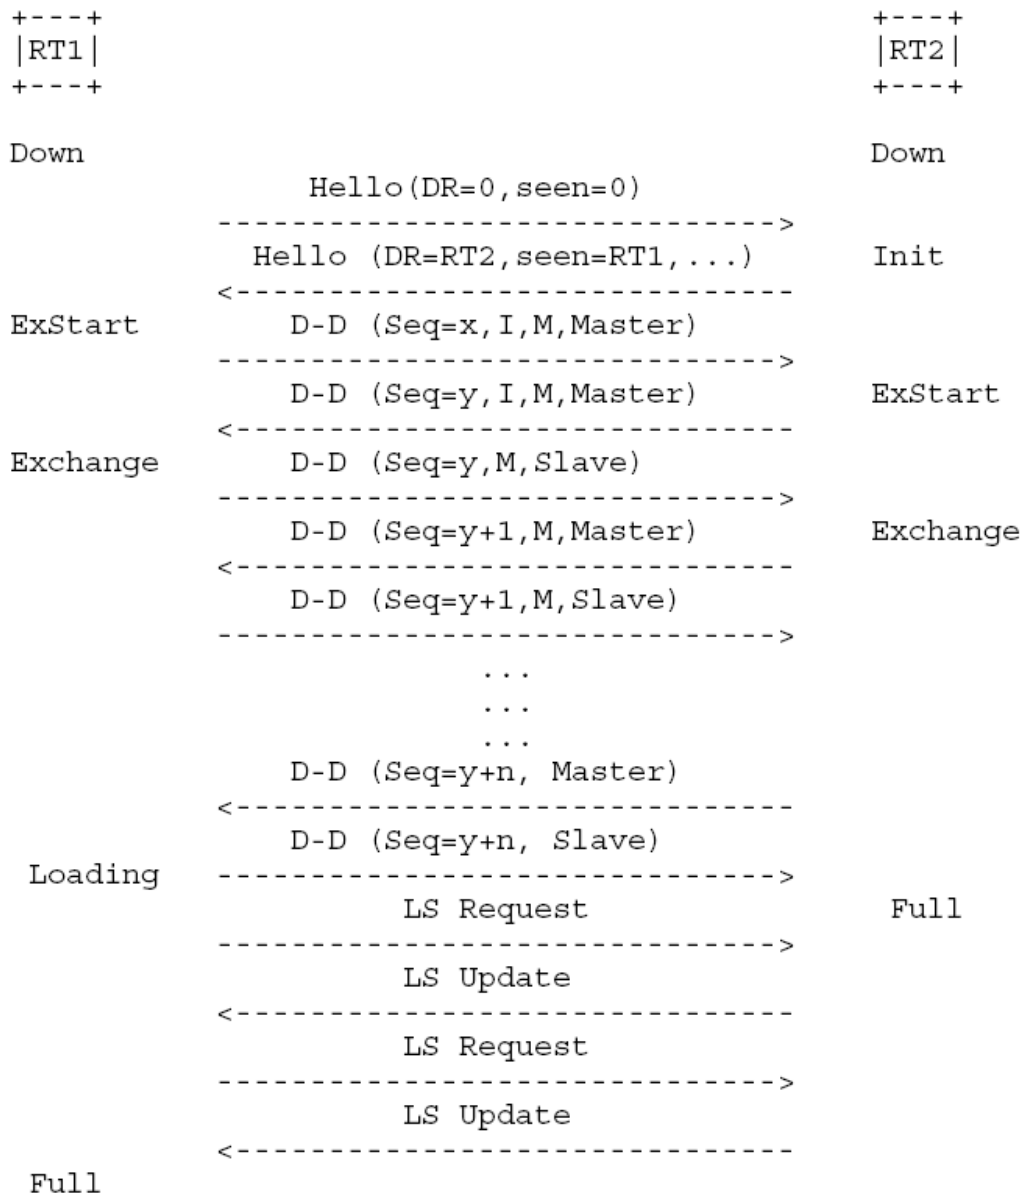 +---+                                         +---+
|RT1|                                         |RT2|
+---+                                         +---+
Down                                          Down
                Hello(DR=0,seen=0)
           ------------------------------>
             Hello (DR=RT2,seen=RT1,...)      Init
           <------------------------------
ExStart        D-D (Seq=x,I,M,Master)
           ------------------------------>
               D-D (Seq=y,I,M,Master)         ExStart
           <------------------------------
Exchange       D-D (Seq=y,M,Slave)
           ------------------------------>
               D-D (Seq=y+1,M,Master)         Exchange
           <------------------------------
               D-D (Seq=y+1,M,Slave)
           ------------------------------>
                         ...
                         ...
                         ...
               D-D (Seq=y+n, Master)
           <------------------------------
               D-D (Seq=y+n, Slave)
 Loading   ------------------------------>
                     LS Request                Full
           ------------------------------>
                     LS Update
           <------------------------------
                     LS Request
           ------------------------------>
                     LS Update
           <------------------------------
 Full